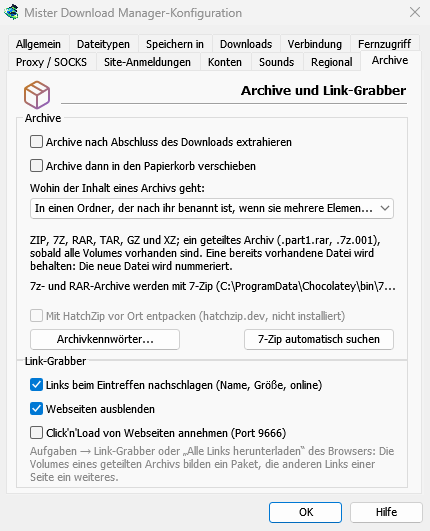 Mister Download Manager-Konfiguration
Allgemein Dateitypen Speichern in Downloads Verbindung Fernzugriff
Proxy / SOCKS Site-Anmeldungen Konten Sounds Regional Archive
Archive und Link-Grabber
Archive
Archive nach Abschluss des Downloads extrahieren
Archive dann in den Papierkorb verschieben
Wohin der Inhalt eines Archivs geht:
In einen Ordner, der nach ihr benannt ist, wenn sie mehrere Elemen...
ZIP, 7Z, RAR, TAR, GZ und XZ; ein geteiltes Archiv (.part1.rar, .7z.001),
sobald alle Volumes vorhanden sind. Eine bereits vorhandene Datei wird
behalten: Die neue Datei wird nummeriert.
7z- und RAR-Archive werden mit 7-Zip (C:\ProgramData\Chocolatey\bin\7...
Mit HatchZip vor Ort entpacken (hatchzip.dev, nicht installiert)
Archivkennwörter... 7-Zip automatisch suchen
Link-Grabber
Links beim Eintreffen nachschlagen (Name, Größe, online)
Webseiten ausblenden
Click'n'Load von Webseiten annehmen (Port 9666)
Aufgaben → Link-Grabber oder „Alle Links herunterladen" des Browsers: Die
Volumes eines geteilten Archivs bilden ein Paket, die anderen Links einer
Seite ein weiteres.
OK Hilfe